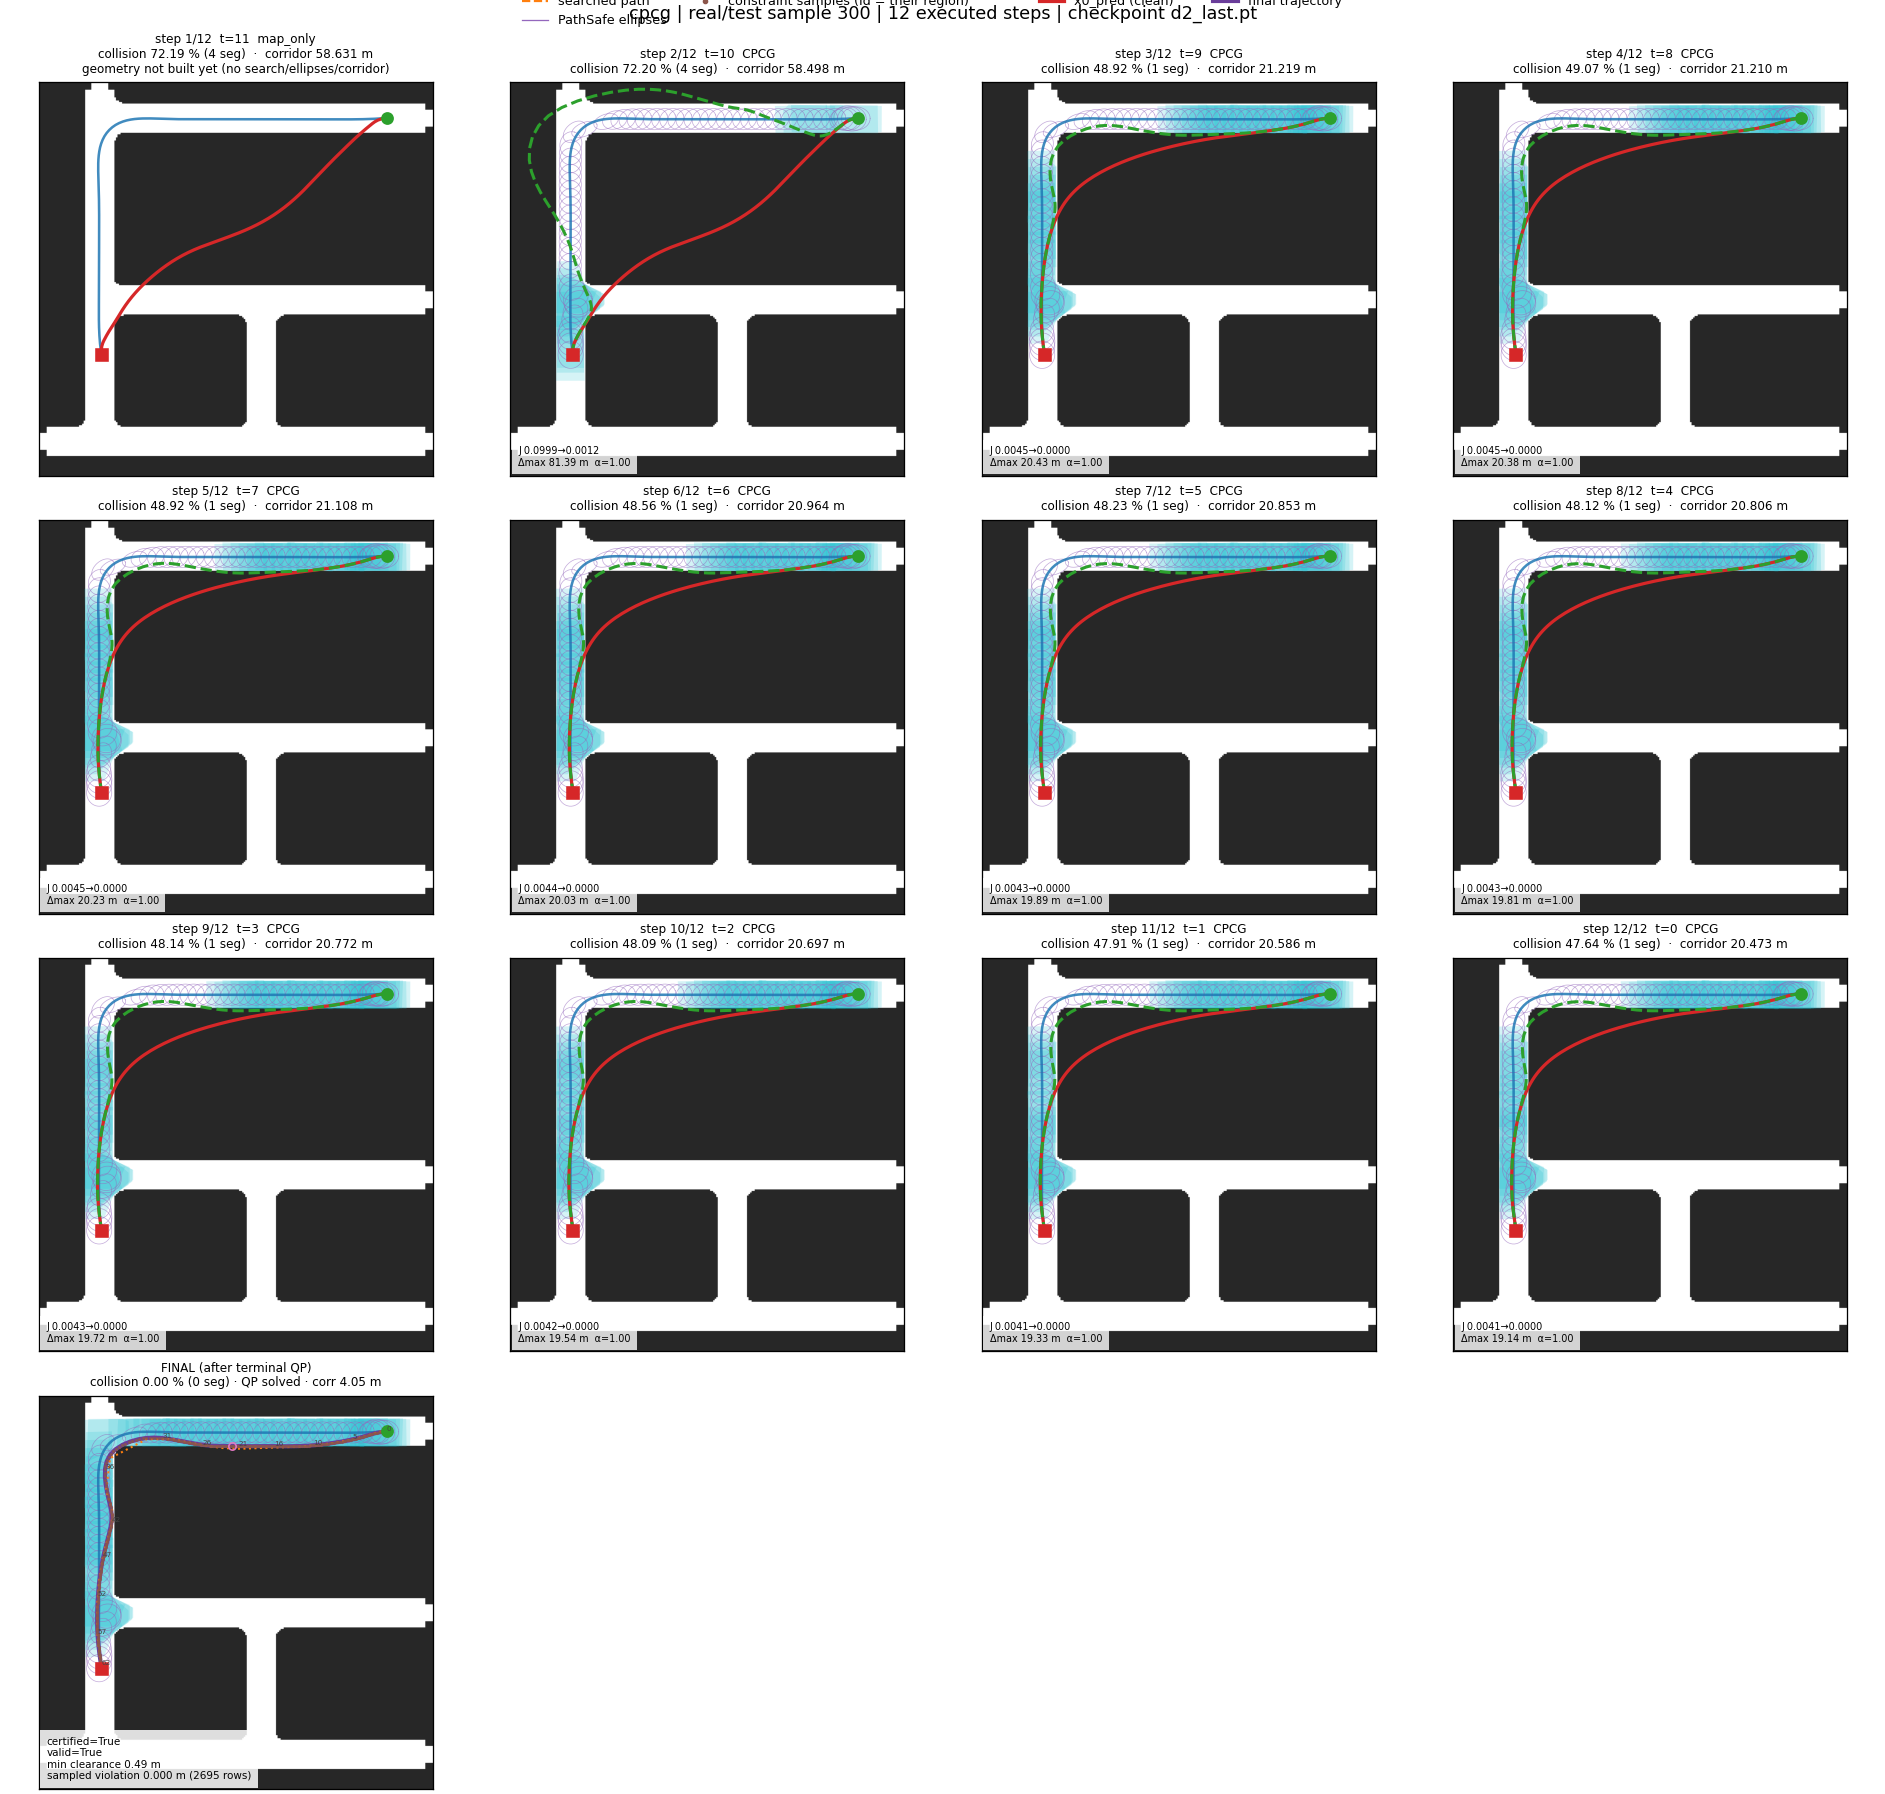 searched path
constraint samples (id = their region)
x0_pred (clean)
final trajectory
PathSafe ellipses
cpcg | real/test sample 300 | 12 executed steps | checkpoint d2_last.pt
step 1/12 t=11 map_only
collision 72.19 % (4 seg) · corridor 58.631 m
geometry not built yet (no search/ellipses/corridor)
step 2/12 t=10 CPCG
collision 72.20 % (4 seg) · corridor 58.498 m
step 3/12 t=9 CPCG
collision 48.92 % (1 seg) · corridor 21.219 m
step 4/12 t=8 CPCG
collision 49.07 % (1 seg) · corridor 21.210 m
J 0.0999→0.0012
Δmax 81.39 m α=1.00
J 0.0045→0.0000
Δmax 20.43 m α=1.00
J 0.0045→0.0000
Δmax 20.38 m α=1.00
step 5/12 t=7 CPCG
collision 48.92 % (1 seg) · corridor 21.108 m
step 6/12 t=6 CPCG
collision 48.56 % (1 seg) · corridor 20.964 m
step 7/12 t=5 CPCG
collision 48.23 % (1 seg) · corridor 20.853 m
step 8/12 t=4 CPCG
collision 48.12 % (1 seg) · corridor 20.806 m
J 0.0045→0.0000
Δmax 20.23 m α=1.00
J 0.0044→0.0000
Δmax 20.03 m α=1.00
J 0.0043→0.0000
Δmax 19.89 m α=1.00
J 0.0043→0.0000
Δmax 19.81 m α=1.00
step 9/12 t=3 CPCG
collision 48.14 % (1 seg) · corridor 20.772 m
step 10/12 t=2 CPCG
collision 48.09 % (1 seg) · corridor 20.697 m
step 11/12 t=1 CPCG
collision 47.91 % (1 seg) · corridor 20.586 m
step 12/12 t=0 CPCG
collision 47.64 % (1 seg) · corridor 20.473 m
J 0.0043→0.0000
Δmax 19.72 m α=1.00
J 0.0042→0.0000
Δmax 19.54 m α=1.00
J 0.0041→0.0000
Δmax 19.33 m α=1.00
J 0.0041→0.0000
Δmax 19.14 m α=1.00
FINAL (after terminal QP)
collision 0.00 % (0 seg) · QP solved · corr 4.05 m
certified=True
valid=True
min clearance 0.49 m
sampled violation 0.000 m (2695 rows)